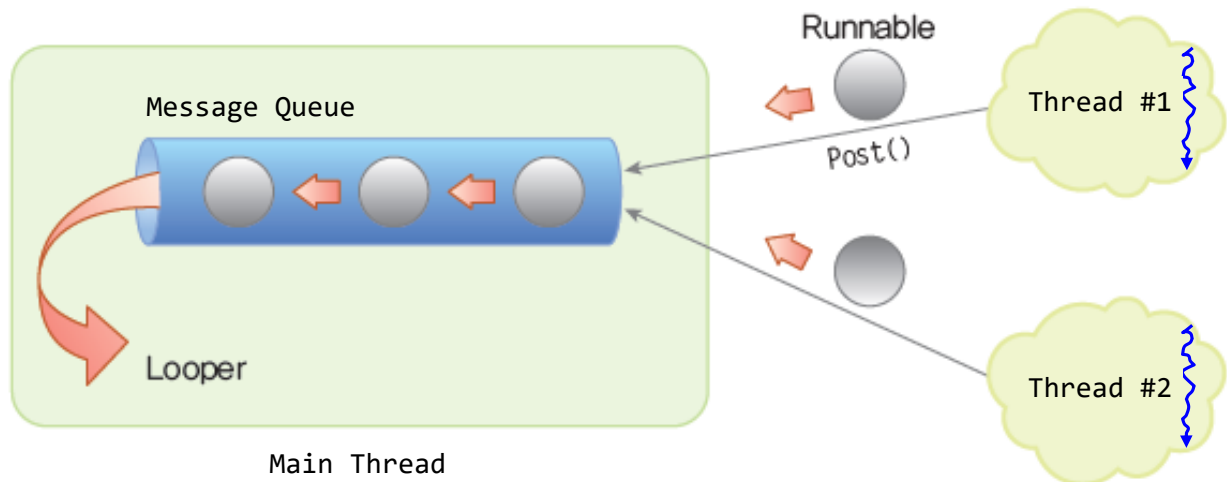 Runnable
Thread #1
Message Queue
Post()
Looper
Thread #2
Main Thread